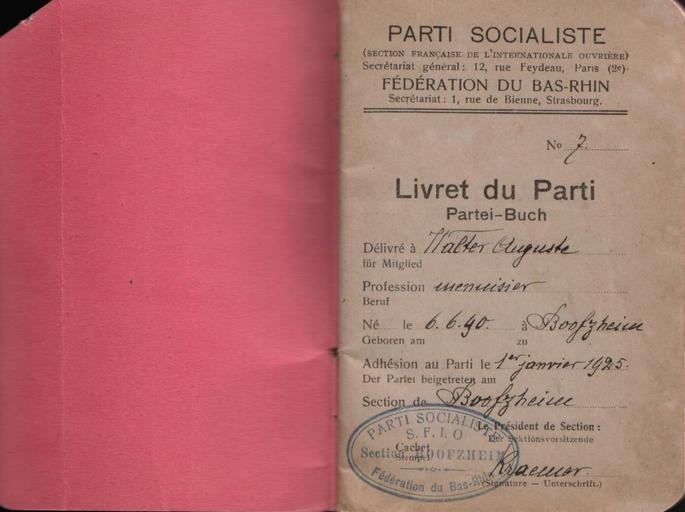 PARTI SOCIALISTE
(SECTION FRANÇAISE DE L'INTERNATIONALE OUVRIÈRE)
Secrétariat général : 12, rue Feydeau, Paris (2e).
FÉDÉRATION DU BAS-RHIN
Secrétariat : 1, rue de Bienne, Strasbourg.
No 7.
Livret du Parti
Partei-Buch
Délivré à Walter Auguste
für Mitglied
Profession menuisier
Beruf
Né le 6.6.90. à Boofzheim
Geboren am zu
Adhésion au Parti le 1er janvier 1925.
Der Partei beigetreten am
Section de Boofzheim
Le Président de Section :
Der Sektionsvorsitzende
Cachet
Stempel
PARTI SOCIALISTE
S.F.I.O
Section BOOFZHEIM
Fédération du Bas-Rhin
Kraemer
(Signature — Unterschrift.)